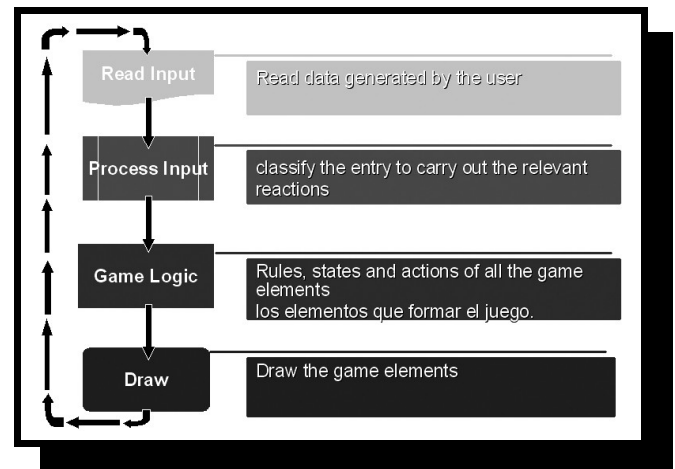 Read Input
Read data generated by the user
Process Input
classify the entry to carry out the relevant
reactions
Game Logic
Rules, states and actions of all the game
elements
los elementos que formar el juego.
Draw
Draw the game elements